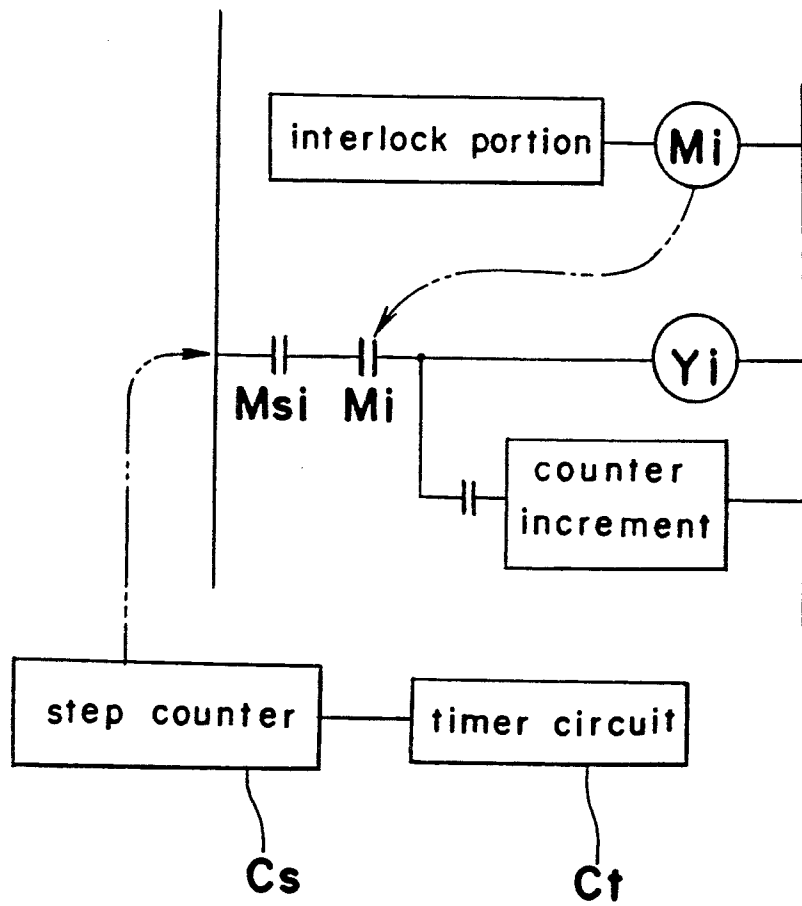 interlock portion
Mi
Msi
Mi
Yi
counter
increment
step counter
timer circuit
Cs
Ct